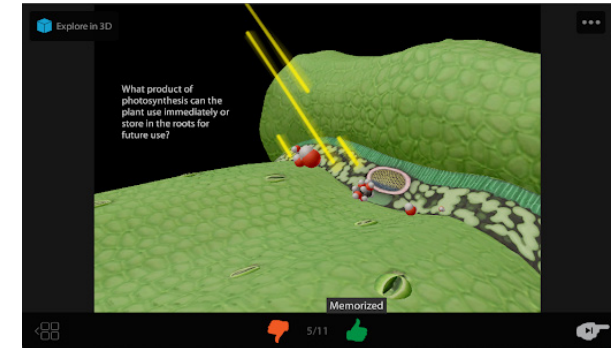 Explore in 3D
What product of
photosynthesis can the
plant use immediately or
store in the roots for
future use?
Memorized
5/11